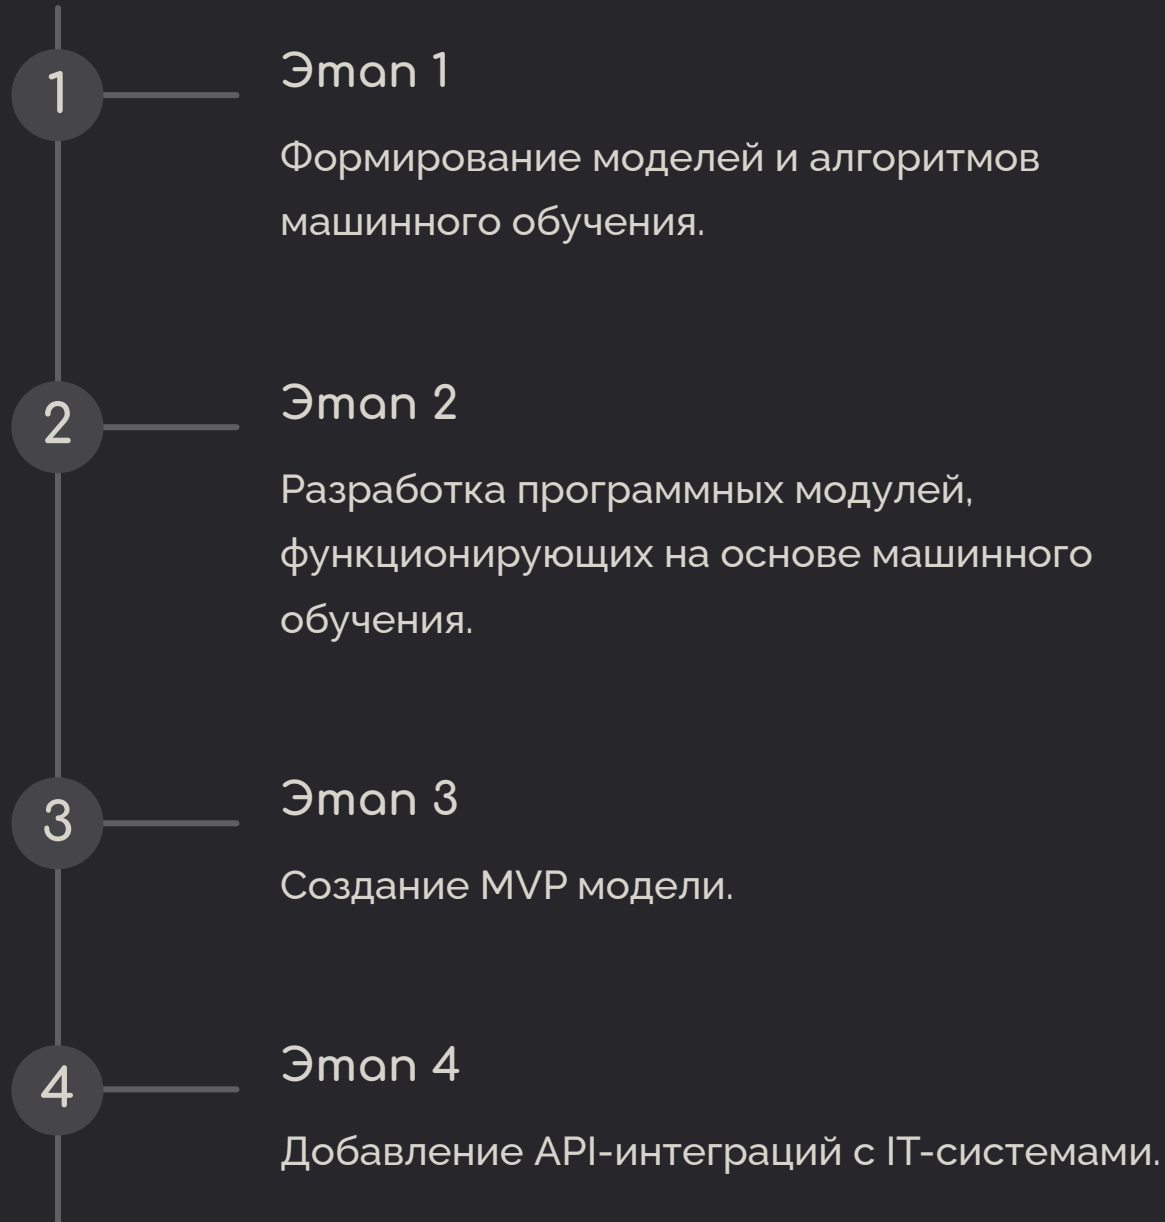 1
Этап 1
Формирование моделей и алгоритмов
машинного обучения.
2
Этап 2
Разработка программных модулей,
функционирующих на основе машинного
обучения.
3
Этап 3
Создание MVP модели.
4
Этап 4
Добавление API-интеграций с IT-системами.